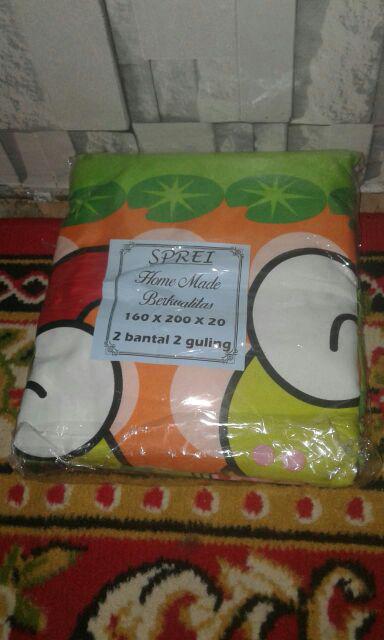 SPREI
Home Made
Berkualitas
160 X 200 X 20
2 bantal 2 guling